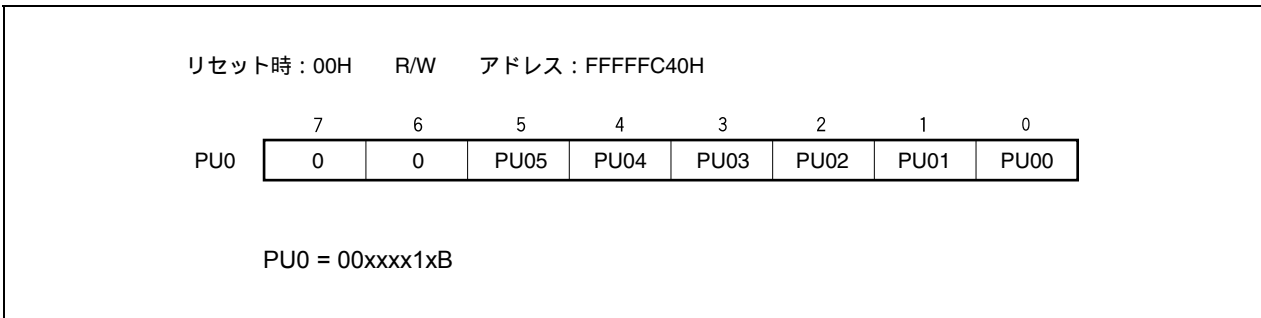 リセット時：00H R/W アドレス：FFFFFC40H
7 6 5 4 3 2 1 0
PU0 0 0 PU05 PU04 PU03 PU02 PU01 PU00
PU0 = 00xxxx1xB